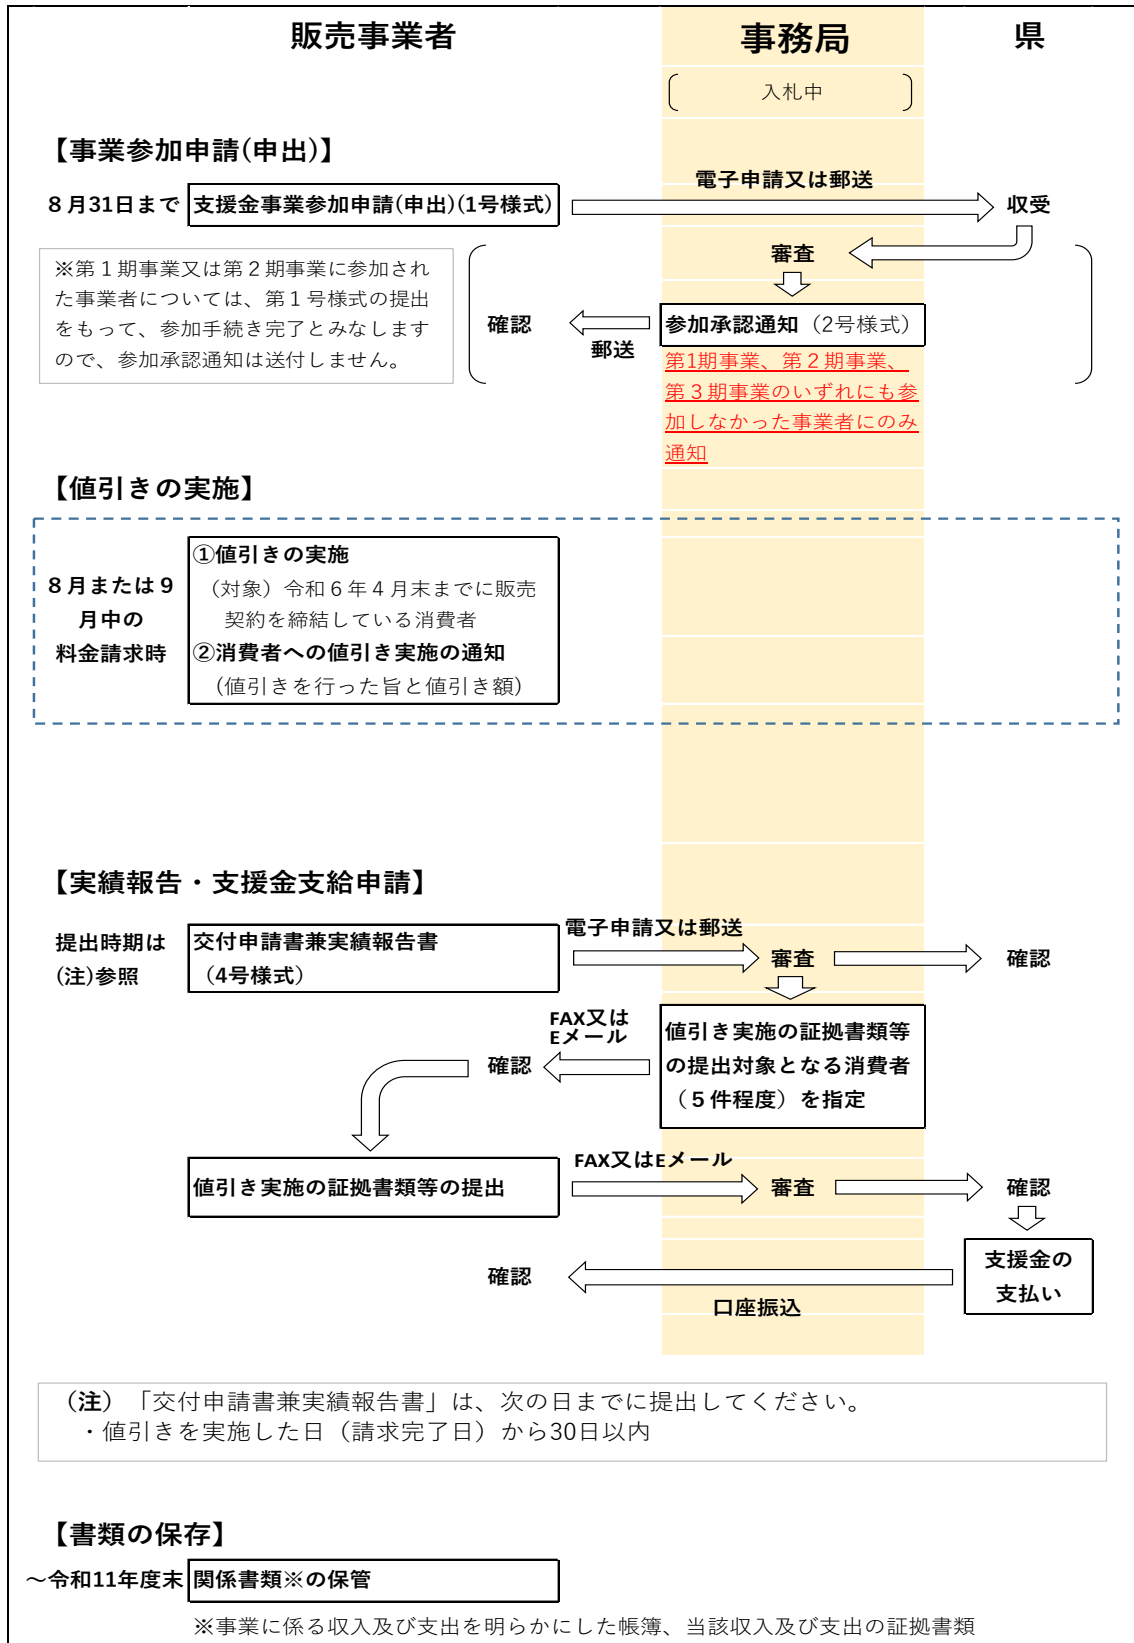 販売事業者
事務局
県
入札中
【事業参加申請(申出)】
電子申請又は郵送
８月31日まで
支援金事業参加申請(申出)(1号様式)
収受
審査
※第１期事業又は第２期事業に参加され
た事業者については、第１号様式の提出
をもって、参加手続き完了とみなします
ので、参加承認通知は送付しません。
確認
郵送
参加承認通知（2号様式）
第1期事業、第２期事業、
第３期事業のいずれにも参
加しなかった事業者にのみ
通知
【値引きの実施】
８月または９
月中の
料金請求時
①値引きの実施
（対象）令和６年４月末までに販売
契約を締結している消費者
②消費者への値引き実施の通知
（値引きを行った旨と値引き額）
【実績報告・支援金支給申請】
提出時期は
(注)参照
交付申請書兼実績報告書
（4号様式）
電子申請又は郵送
審査
確認
FAX又は
Eメール
確認
値引き実施の証拠書類等
の提出対象となる消費者
（５件程度）を指定
値引き実施の証拠書類等の提出
FAX又はEメール
審査
確認
支援金の
支払い
確認
口座振込
（注）「交付申請書兼実績報告書」は、次の日までに提出してください。
・値引きを実施した日（請求完了日）から30日以内
【書類の保存】
～令和11年度末
関係書類※の保管
※事業に係る収入及び支出を明らかにした帳簿、当該収入及び支出の証拠書類